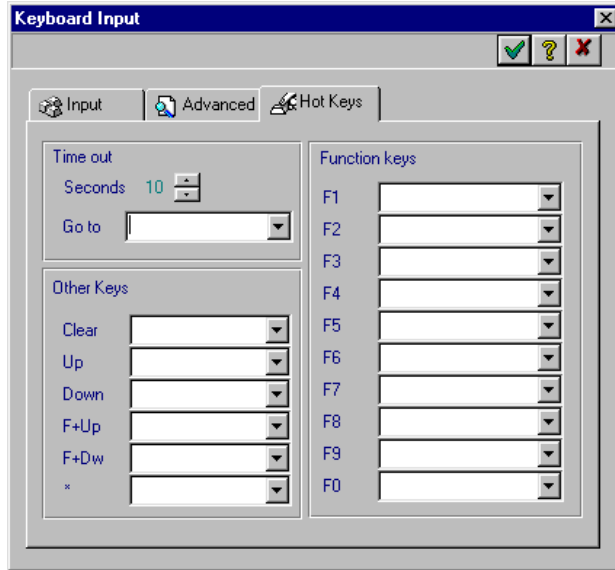 Keyboard Input
Input
Advanced
Hot Keys
Time out
Seconds 10
Go to
Other Keys
Clear
Up
Down
F+Up
F+Dw
*
Function keys
F1
F2
F3
F4
F5
F6
F7
F8
F9
F0